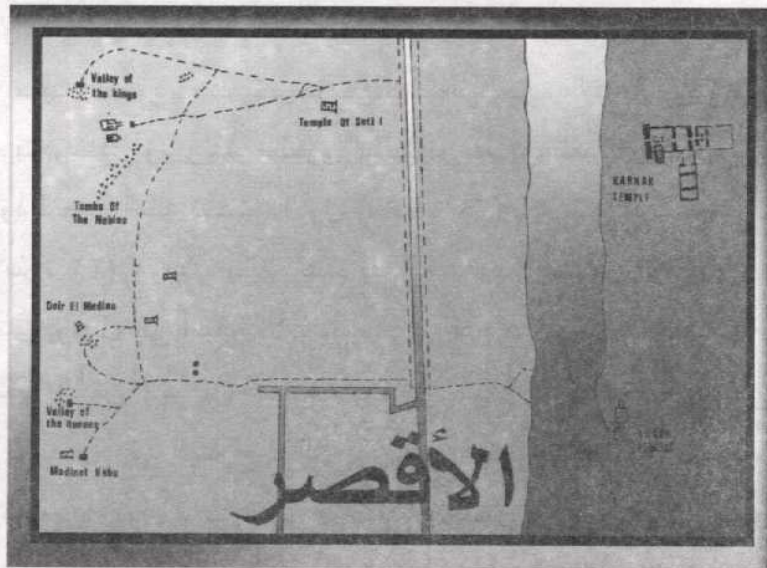 Valley of
the kings
Temple Of Seti I
KARNAK
TEMPLE
Tombs Of
The Nobles
Deir El Medina
Valley of
the Queens
Madinet Habu
الأقصر